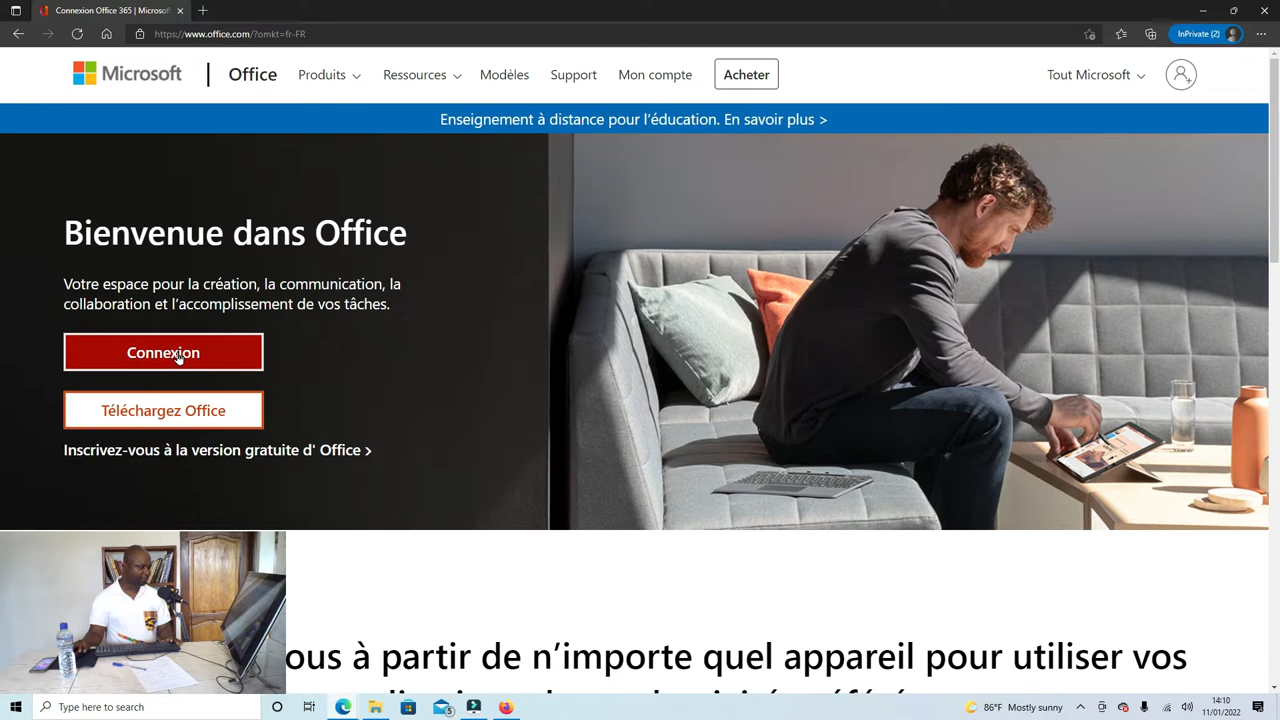 Connexion Office 365 | Microsof
https://www.office.com/?omkt=fr-FR
InPrivate (2)
Microsoft
Office
Produits
Ressources
Modèles
Support
Mon compte
Acheter
Tout Microsoft
Enseignement à distance pour l'éducation. En savoir plus >
Bienvenue dans Office
Votre espace pour la création, la communication, la
collaboration et l'accomplissement de vos tâches.
Connexion
Téléchargez Office
Inscrivez-vous à la version gratuite d' Office >
ous à partir de n'importe quel appareil pour utiliser vos
Type here to search
5
86°F Mostly sunny
14:10
11/01/2022